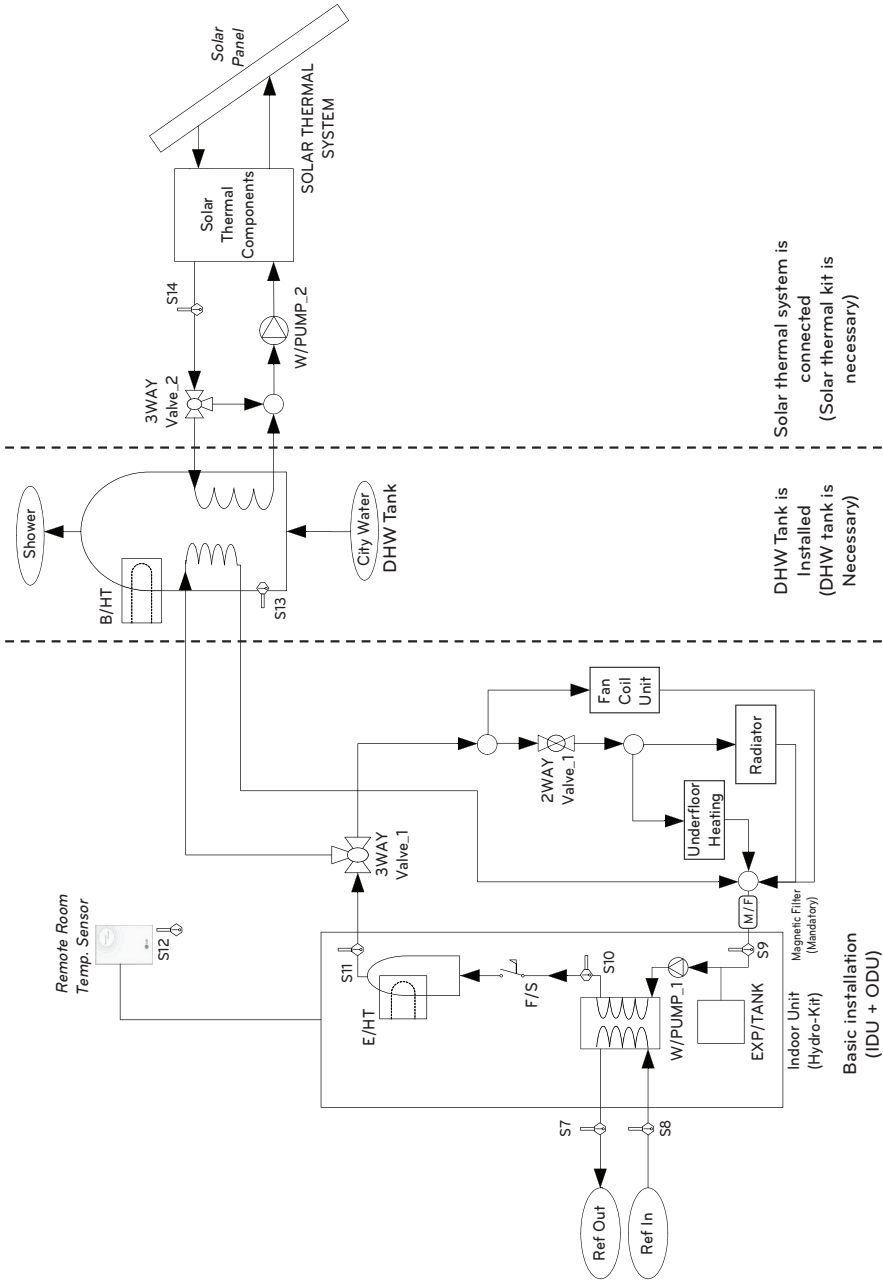 Remote Room
Temp. Sensor
S12
Ref Out
Ref In
S7
S8
E/HT
S11
F/S
S10
W/PUMP_1
EXP/TANK
S9
M/F
Magnetic Filter
(Mandatory)
Indoor Unit
(Hydro-Kit)
Basic installation
(IDU + ODU)
3WAY
Valve_1
2WAY
Valve_1
Underfloor
Heating
Fan
Coil
Unit
Radiator
Shower
B/HT
S13
City Water
DHW Tank
DHW Tank is
Installed
(DHW tank is
Necessary)
3WAY
Valve_2
S14
W/PUMP_2
Solar
Thermal
Components
Solar
Panel
SOLAR THERMAL
SYSTEM
Solar thermal system is
connected
(Solar thermal kit is
necessary)